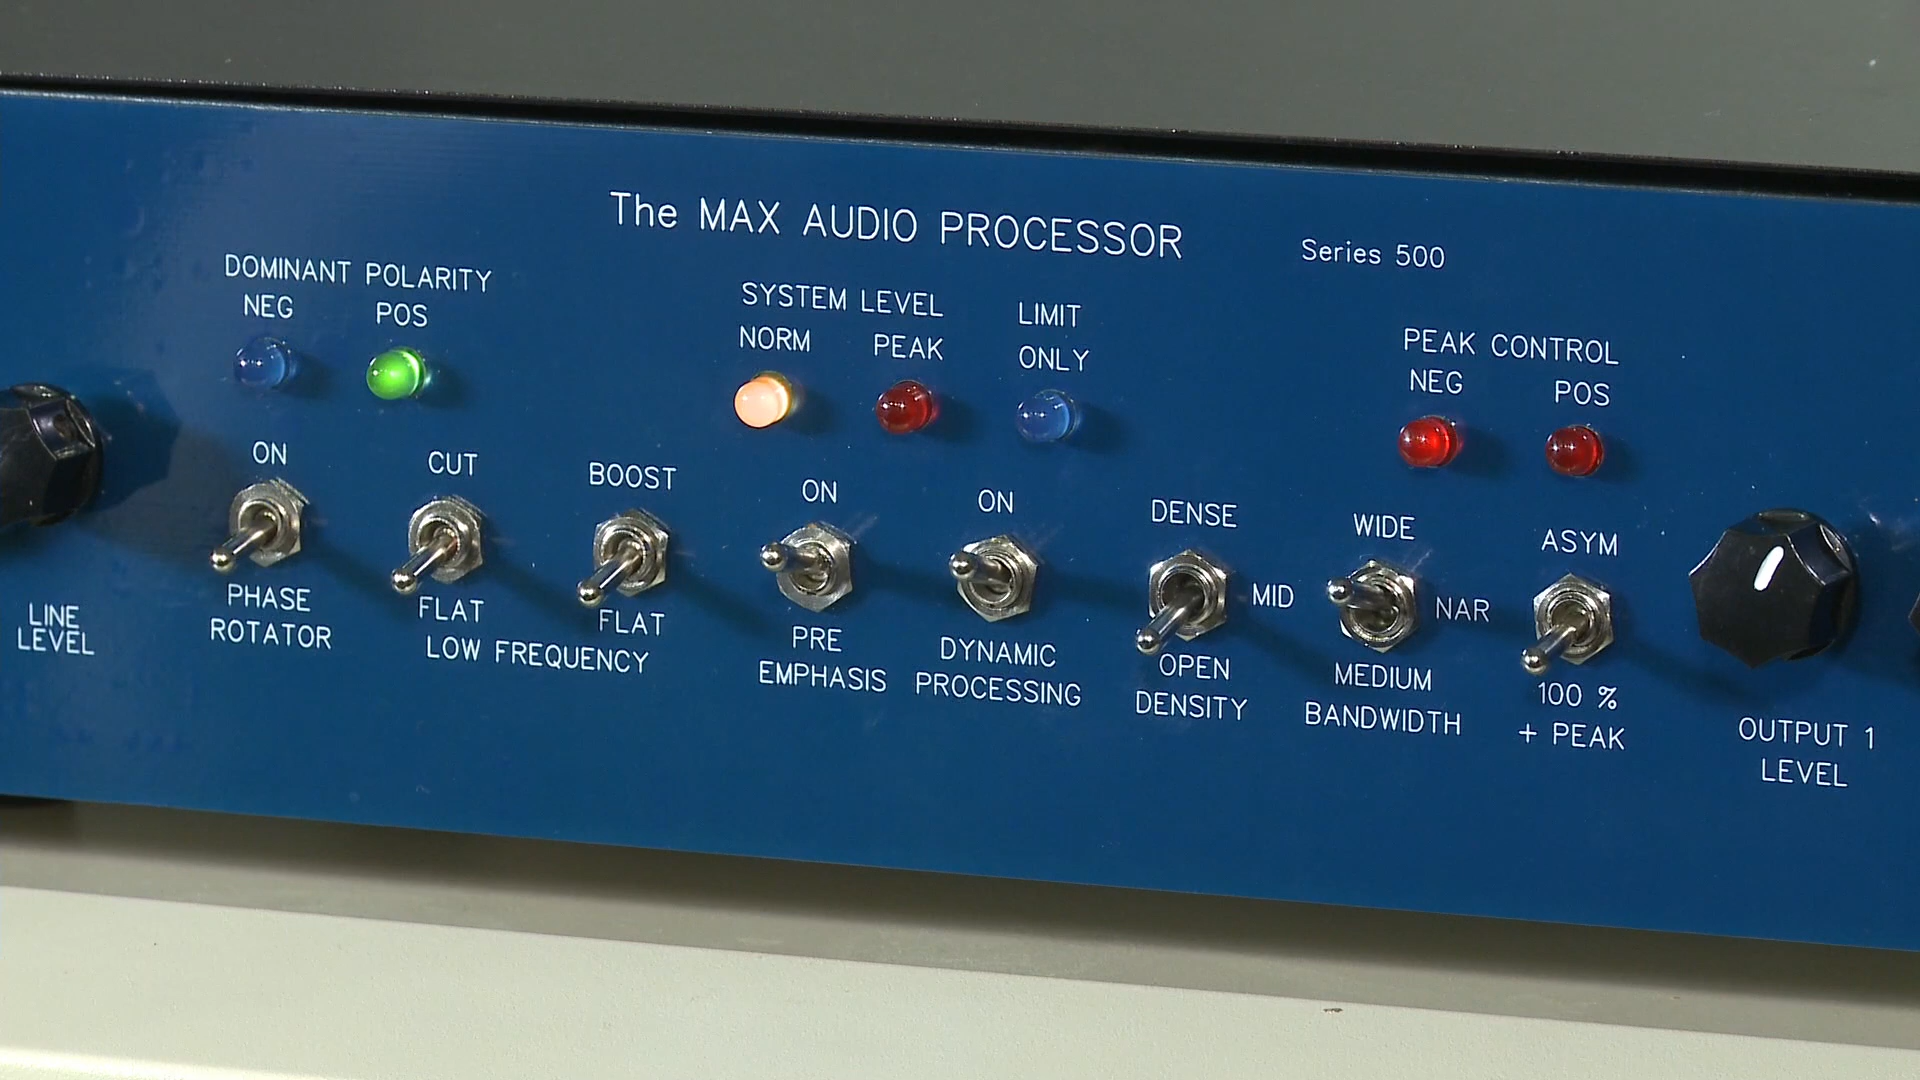 The MAX AUDIO PROCESSOR
Series 500
DOMINANT POLARITY
NEG POS
SYSTEM LEVEL
NORM PEAK
LIMIT
ONLY
PEAK CONTROL
NEG POS
LINE
LEVEL
ON
PHASE
ROTATOR
CUT
FLAT
BOOST
FLAT
LOW FREQUENCY
ON
PRE
EMPHASIS
ON
DYNAMIC
PROCESSING
DENSE
MID
OPEN
DENSITY
WIDE
NAR
MEDIUM
BANDWIDTH
ASYM
100 %
+ PEAK
OUTPUT 1
LEVEL